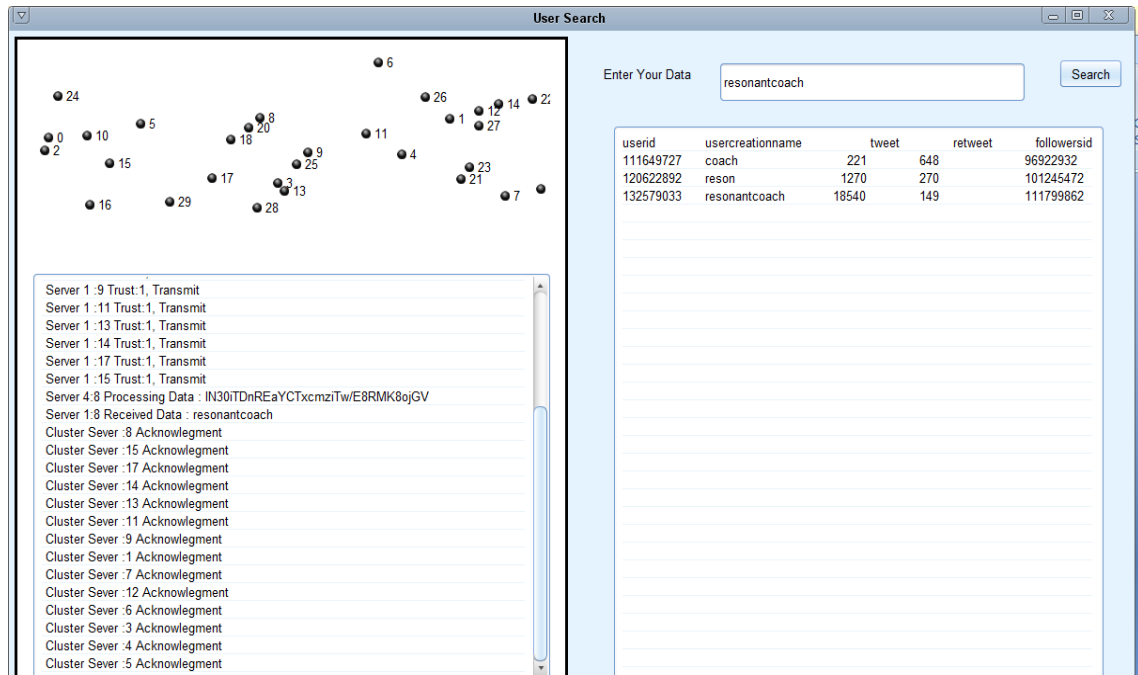 User Search
6
24
26
12
14
22
5
8
1
27
20
0
10
18
11
2
9
4
15
25
23
17
3
21
13
7
16
29
28
Enter Your Data
resonantcoach
Search
userid usercreationname tweet retweet followersid
111649727 coach 221 648 96922932
120622892 reson 1270 270 101245472
132579033 resonantcoach 18540 149 111799862
Server 1 :9 Trust:1, Transmit
Server 1 :11 Trust:1, Transmit
Server 1 :13 Trust:1, Transmit
Server 1 :14 Trust:1, Transmit
Server 1 :17 Trust:1, Transmit
Server 1 :15 Trust:1, Transmit
Server 4:8 Processing Data : IN30iTDnREaYCTxcmziTw/E8RMK8ojGV
Server 1:8 Received Data : resonantcoach
Cluster Sever :8 Acknowlegment
Cluster Sever :15 Acknowlegment
Cluster Sever :17 Acknowlegment
Cluster Sever :14 Acknowlegment
Cluster Sever :13 Acknowlegment
Cluster Sever :11 Acknowlegment
Cluster Sever :9 Acknowlegment
Cluster Sever :1 Acknowlegment
Cluster Sever :7 Acknowlegment
Cluster Sever :12 Acknowlegment
Cluster Sever :6 Acknowlegment
Cluster Sever :3 Acknowlegment
Cluster Sever :4 Acknowlegment
Cluster Sever :5 Acknowlegment